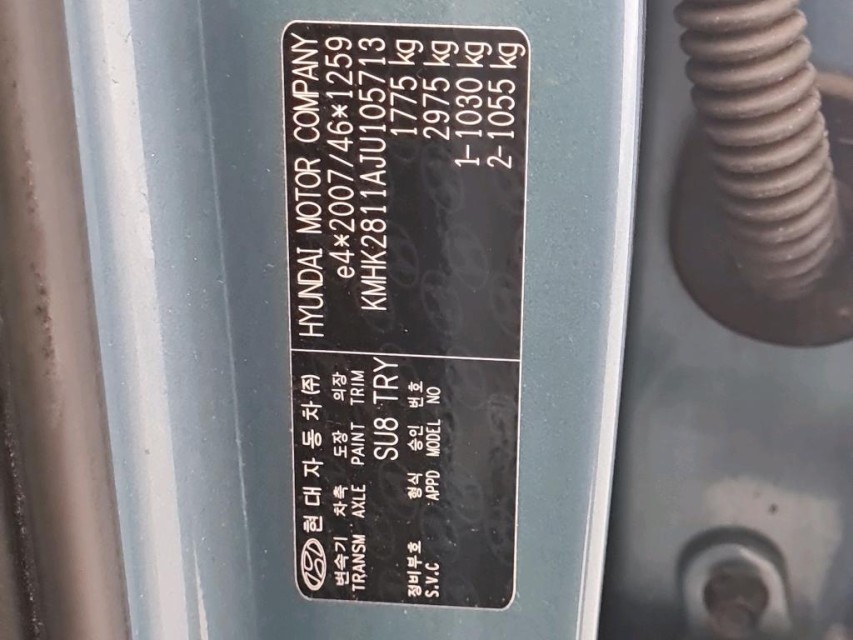 현대자동차(주) HYUNDAI MOTOR COMPANY
변속기 차축 도장 의장 e4*2007/46*1259
TRANSM AXLE PAINT TRIM KMHK2811AJU105713
SU8 TRY 1775 kg
정비부호 형식 승인 번호 2975 kg
S.V.C APPD MODEL NO 1-1030 kg
2-1055 kg